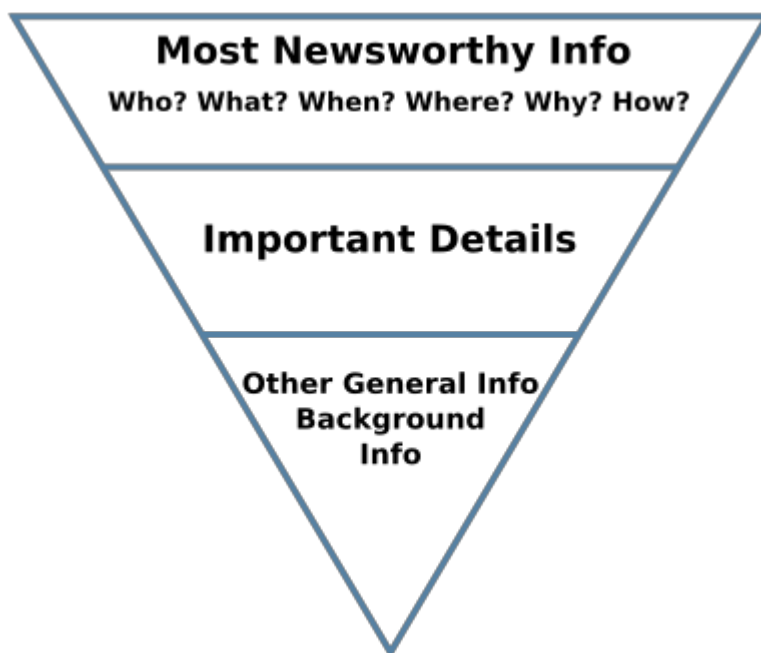 Most Newsworthy Info
Who? What? When? Where? Why? How?
Important Details
Other General Info
Background
Info